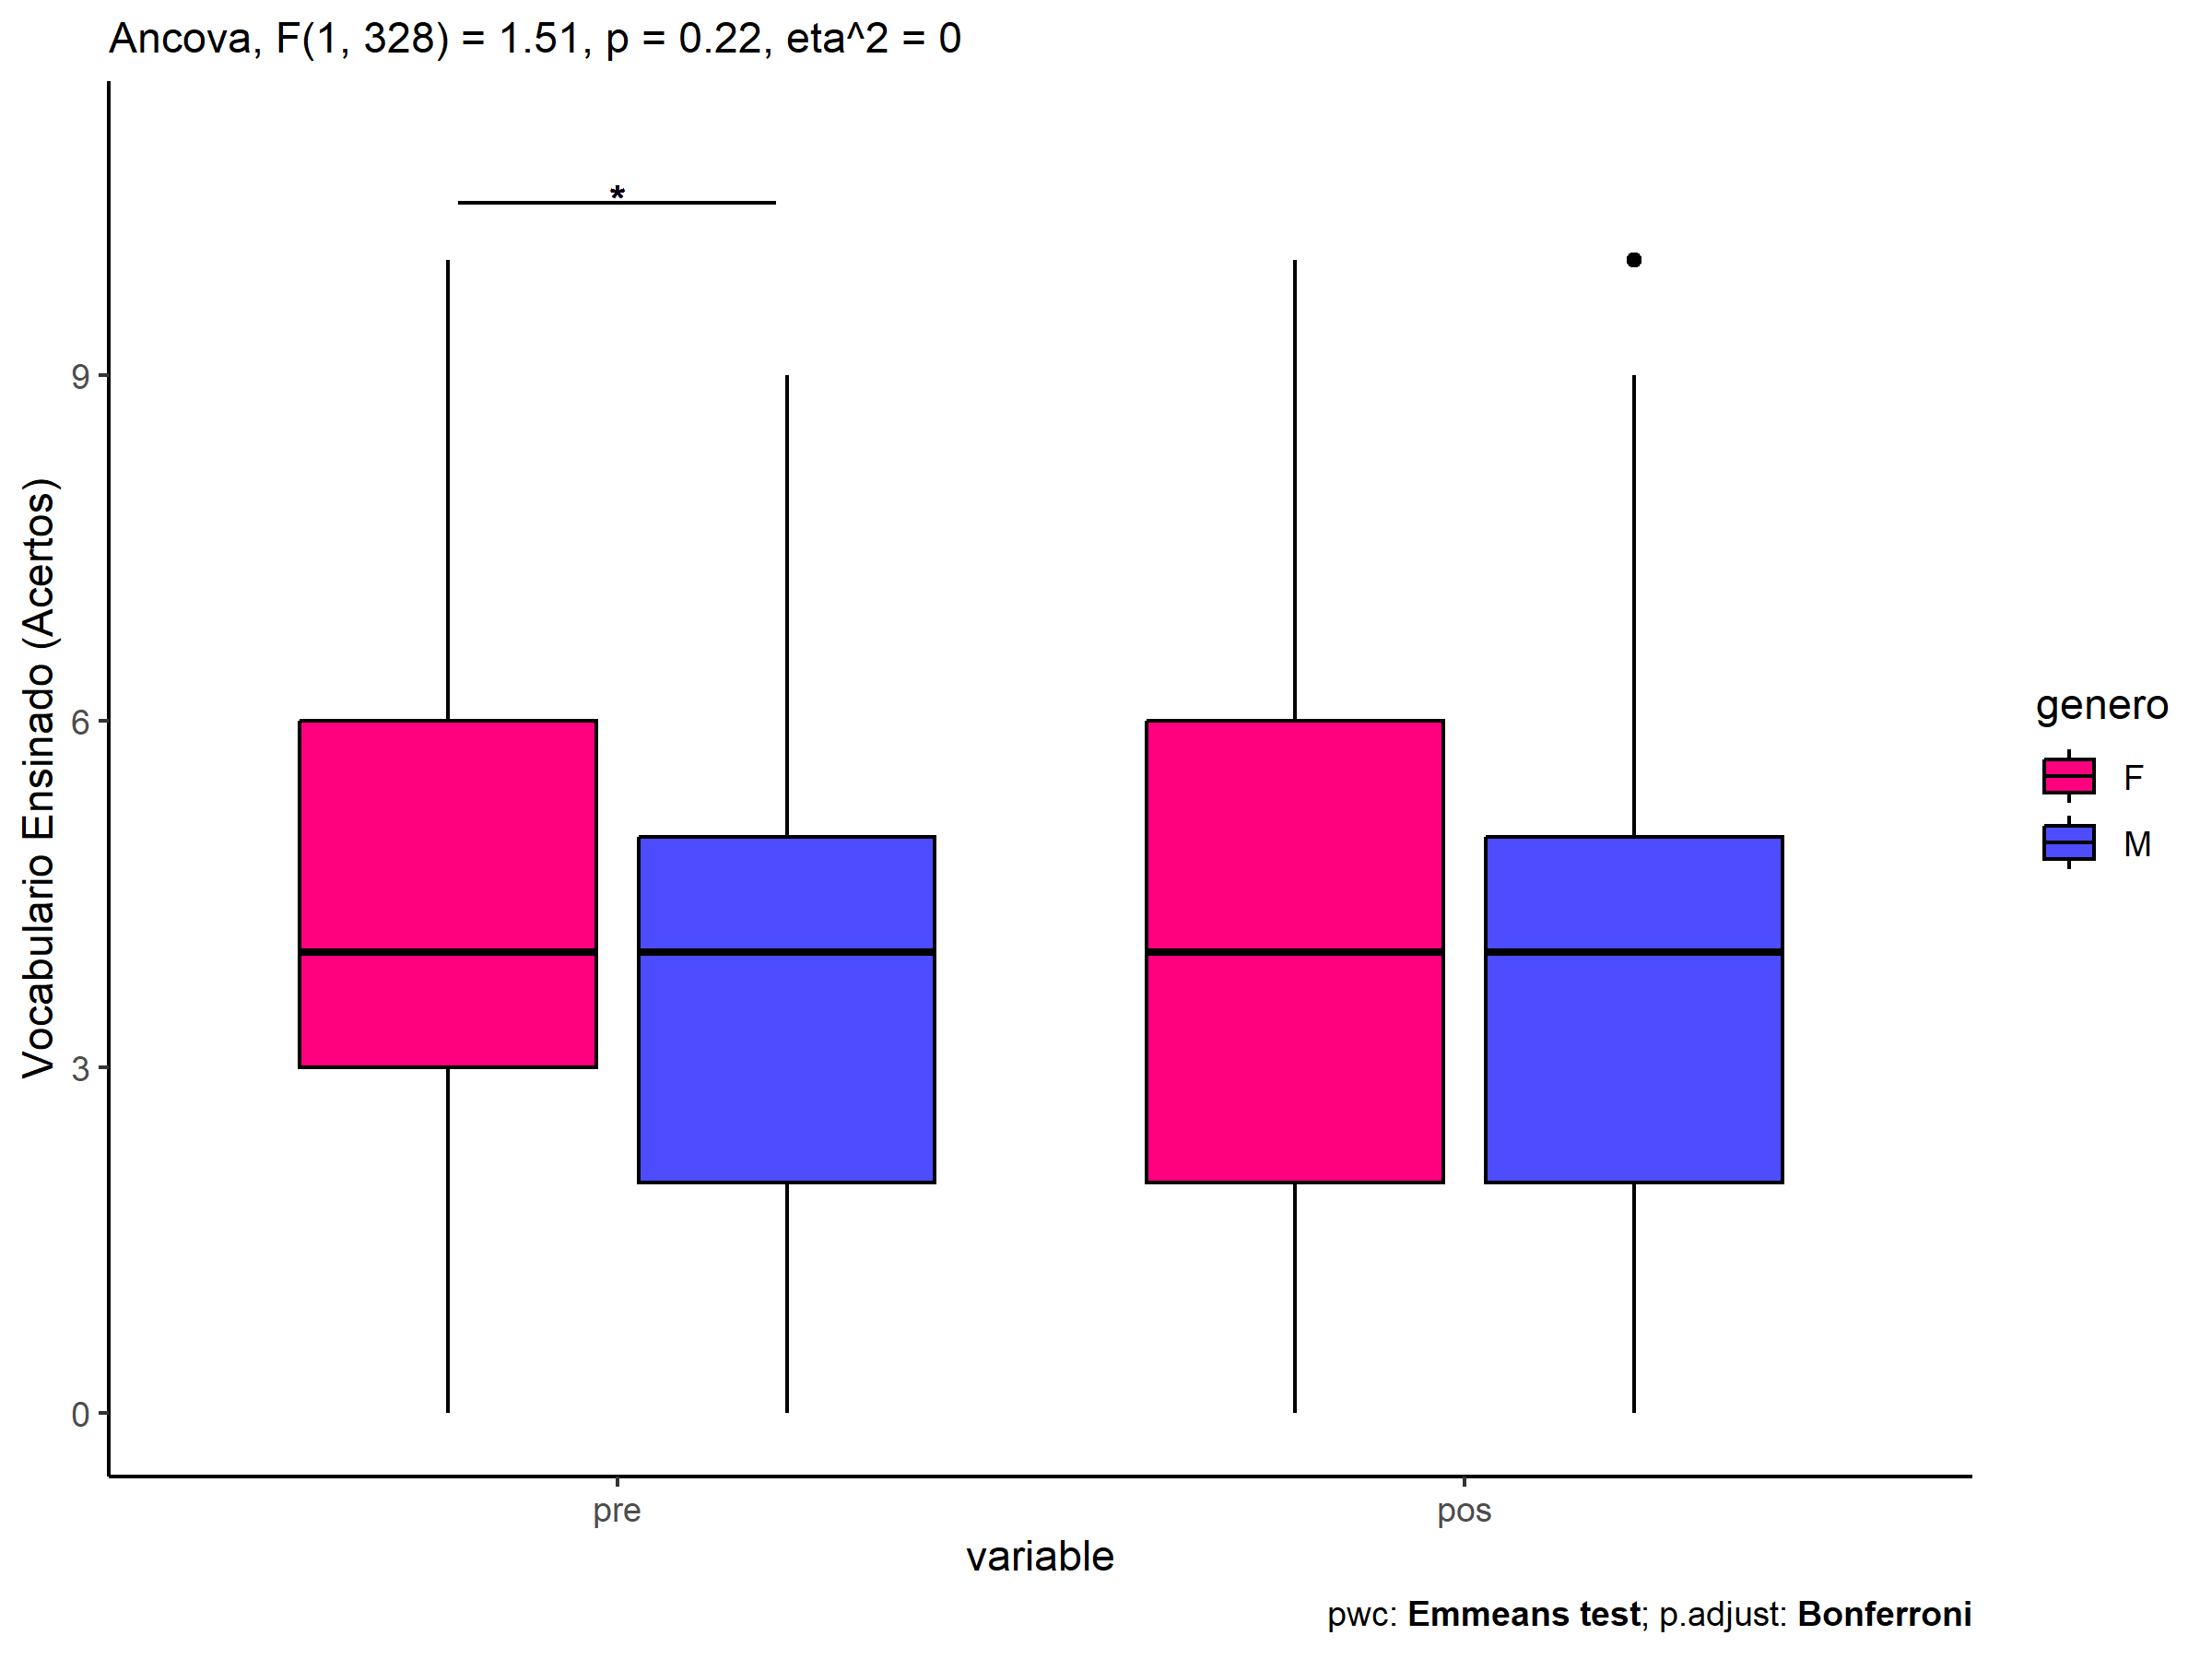 Ancova, F(1, 328) = 1.51, p = 0.22, eta^2 = 0
*
Vocabulario Ensinado (Acertos)
9
6
3
0
pre
pos
variable
genero
F
M
pwc: Emmeans test; p.adjust: Bonferroni